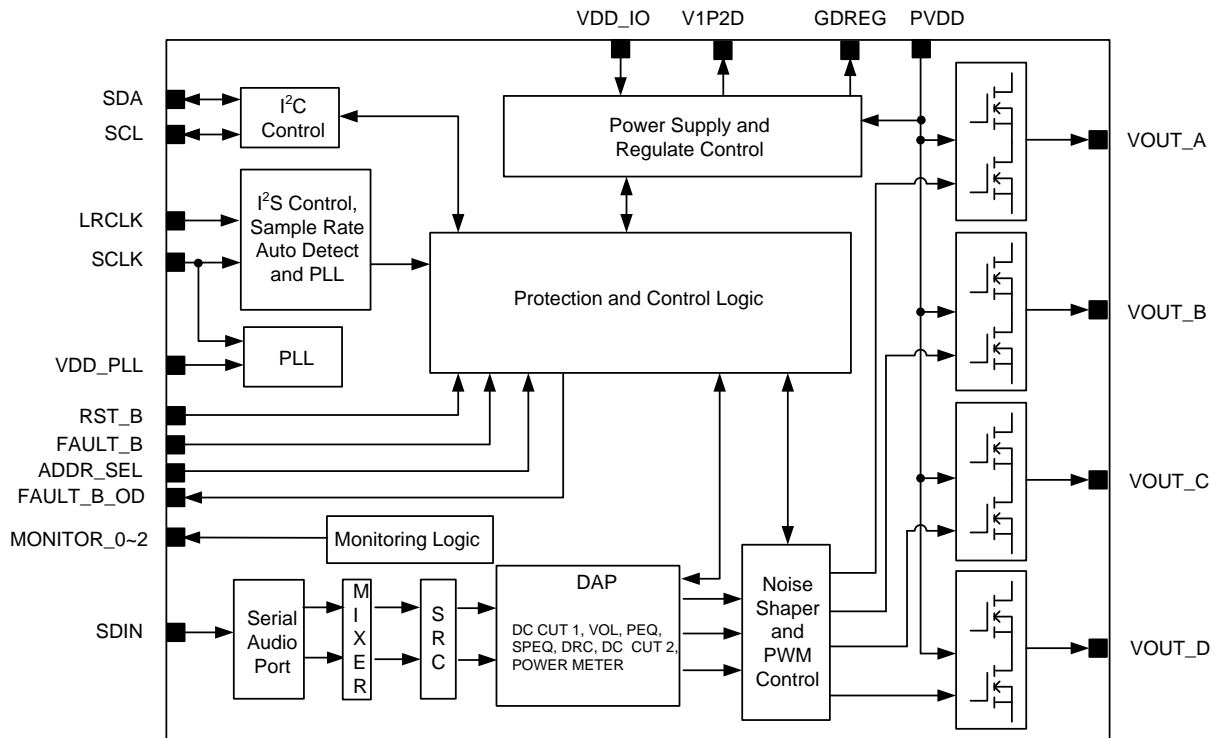 VDD_IO
V1P2D
GDREG
PVDD
SDA
SCL
I²C
Control
Power Supply and
Regulate Control
VOUT_A
LRCLK
SCLK
I²S Control,
Sample Rate
Auto Detect
and PLL
Protection and Control Logic
VOUT_B
PLL
VDD_PLL
RST_B
FAULT_B
ADDR_SEL
FAULT_B_OD
VOUT_C
MONITOR_0~2
Monitoring Logic
SDIN
Serial
Audio
Port
M
I
X
E
R
S
R
C
DAP
DC CUT 1, VOL, PEQ,
SPEQ, DRC, DC CUT 2,
POWER METER
Noise
Shaper
and
PWM
Control
VOUT_D